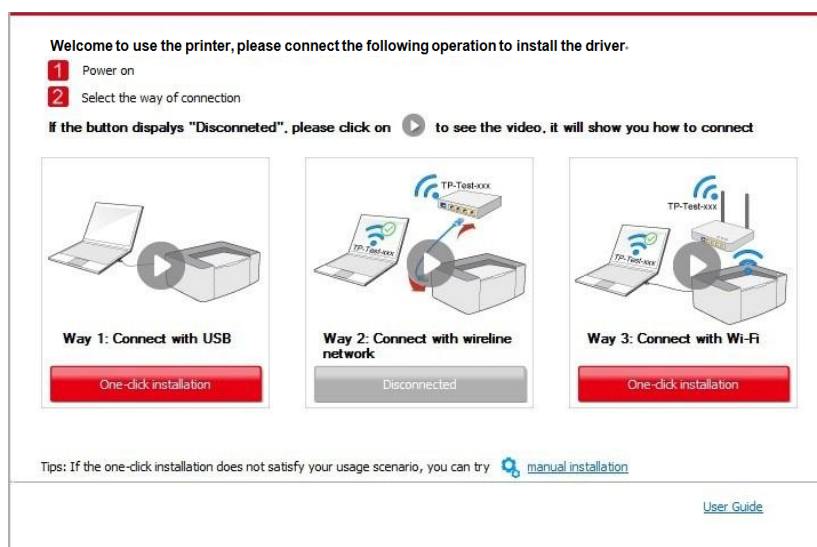 Welcome to use the printer, please connect the following operation to install the driver.
1 Power on
2 Select the way of connection
If the button dispalys "Disconneted", please click on to see the video, it will show you how to connect
TP-Test-xxx
TP-Test-xxx
TP-Test-xxx
TP-Test-xxx
Way 1: Connect with USB
Way 2: Connect with wireline
network
Way 3: Connect with Wi-Fi
One-click installation
Disconnected
One-click installation
Tips: If the one-click installation does not satisfy your usage scenario, you can try manual installation
User Guide